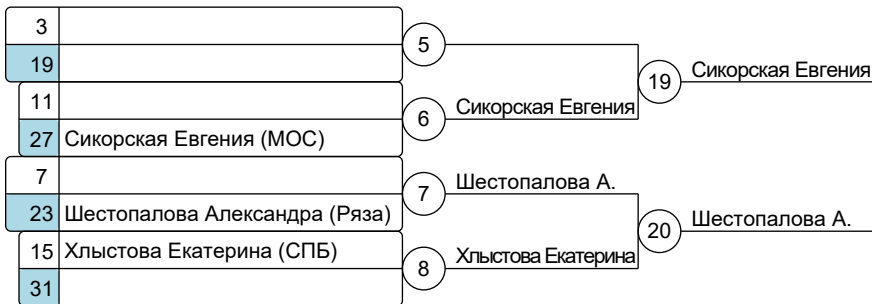 3
5
19
19
Сикорская Евгения
11
6
Сикорская Евгения
27 Сикорская Евгения (МОС)
7
7
Шестопалова А.
23 Шестопалова Александра (Ряза)
20
Шестопалова А.
15 Хлыстова Екатерина (СПБ)
8
Хлыстова Екатерина
31